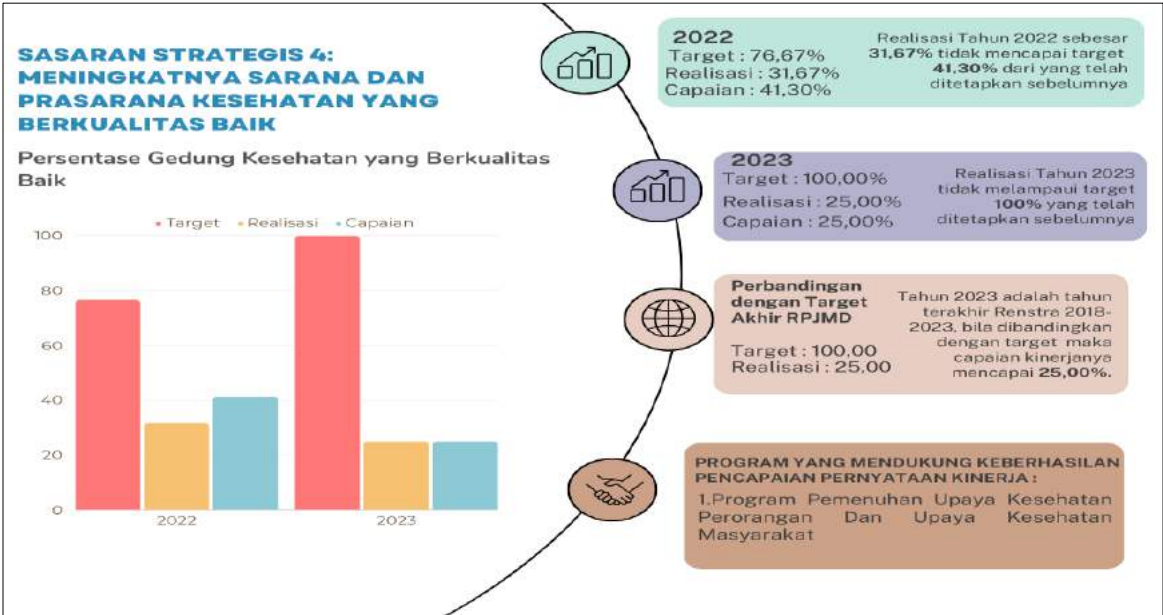 SASARAN STRATEGIS 4:
MENINGKATNYA SARANA DAN
PRASARANA KESEHATAN YANG
BERKUALITAS BAIK
Persentase Gedung Kesehatan yang Berkualitas
Baik
Target Realisasi Capaian
100
80
60
40
20
0
2022 2023
2022
Target : 76,67%
Realisasi : 31,67%
Capaian : 41,30%
Realisasi Tahun 2022 sebesar
31,67% tidak mencapai target
41,30% dari yang telah
ditetapkan sebelumnya
2023
Target : 100,00%
Realisasi : 25,00%
Capaian : 25,00%
Realisasi Tahun 2023
tidak melampaui target
100% yang telah
ditetapkan sebelumnya
Perbandingan
dengan Target
Akhir RPJMD
Target : 100,00
Realisasi : 25,00
Tahun 2023 adalah tahun
terakhir Renstra 2018-
2023, bila dibandingkan
dengan target maka
capaian kinerjanya
mencapai 25,00%.
PROGRAM YANG MENDUKUNG KEBERHASILAN
PENCAPAIAN PERNYATAAN KINERJA :
1.Program Pemenuhan Upaya Kesehatan
Perorangan Dan Upaya Kesehatan
Masyarakat